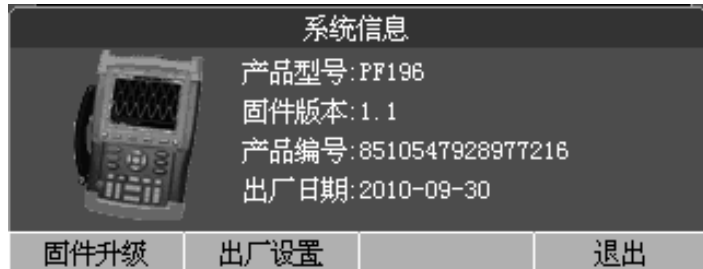 系统信息
产品型号:PF196
固件版本:1.1
产品编号:8510547928977216
出厂日期:2010-09-30
固件升级 出厂设置 退出